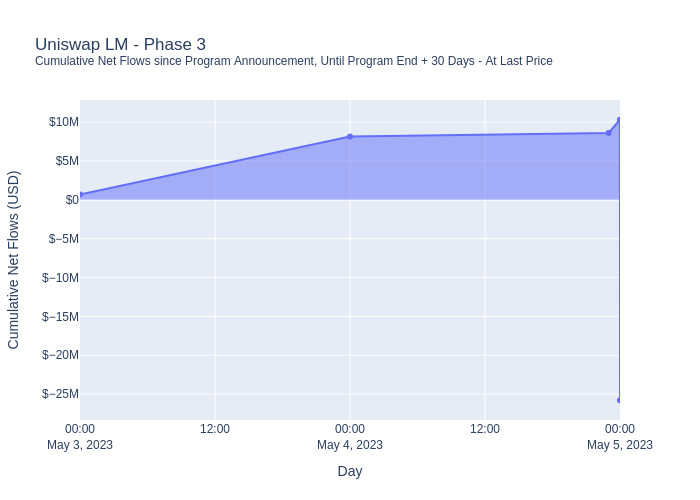 Uniswap LM - Phase 3
Cumulative Net Flows since Program Announcement, Until Program End + 30 Days - At Last Price
$10M
$5M
$0
$−5M
$−10M
$−15M
$−20M
$−25M
Cumulative Net Flows (USD)
00:00 12:00 00:00 12:00 00:00
May 3, 2023 May 4, 2023 May 5, 2023
Day